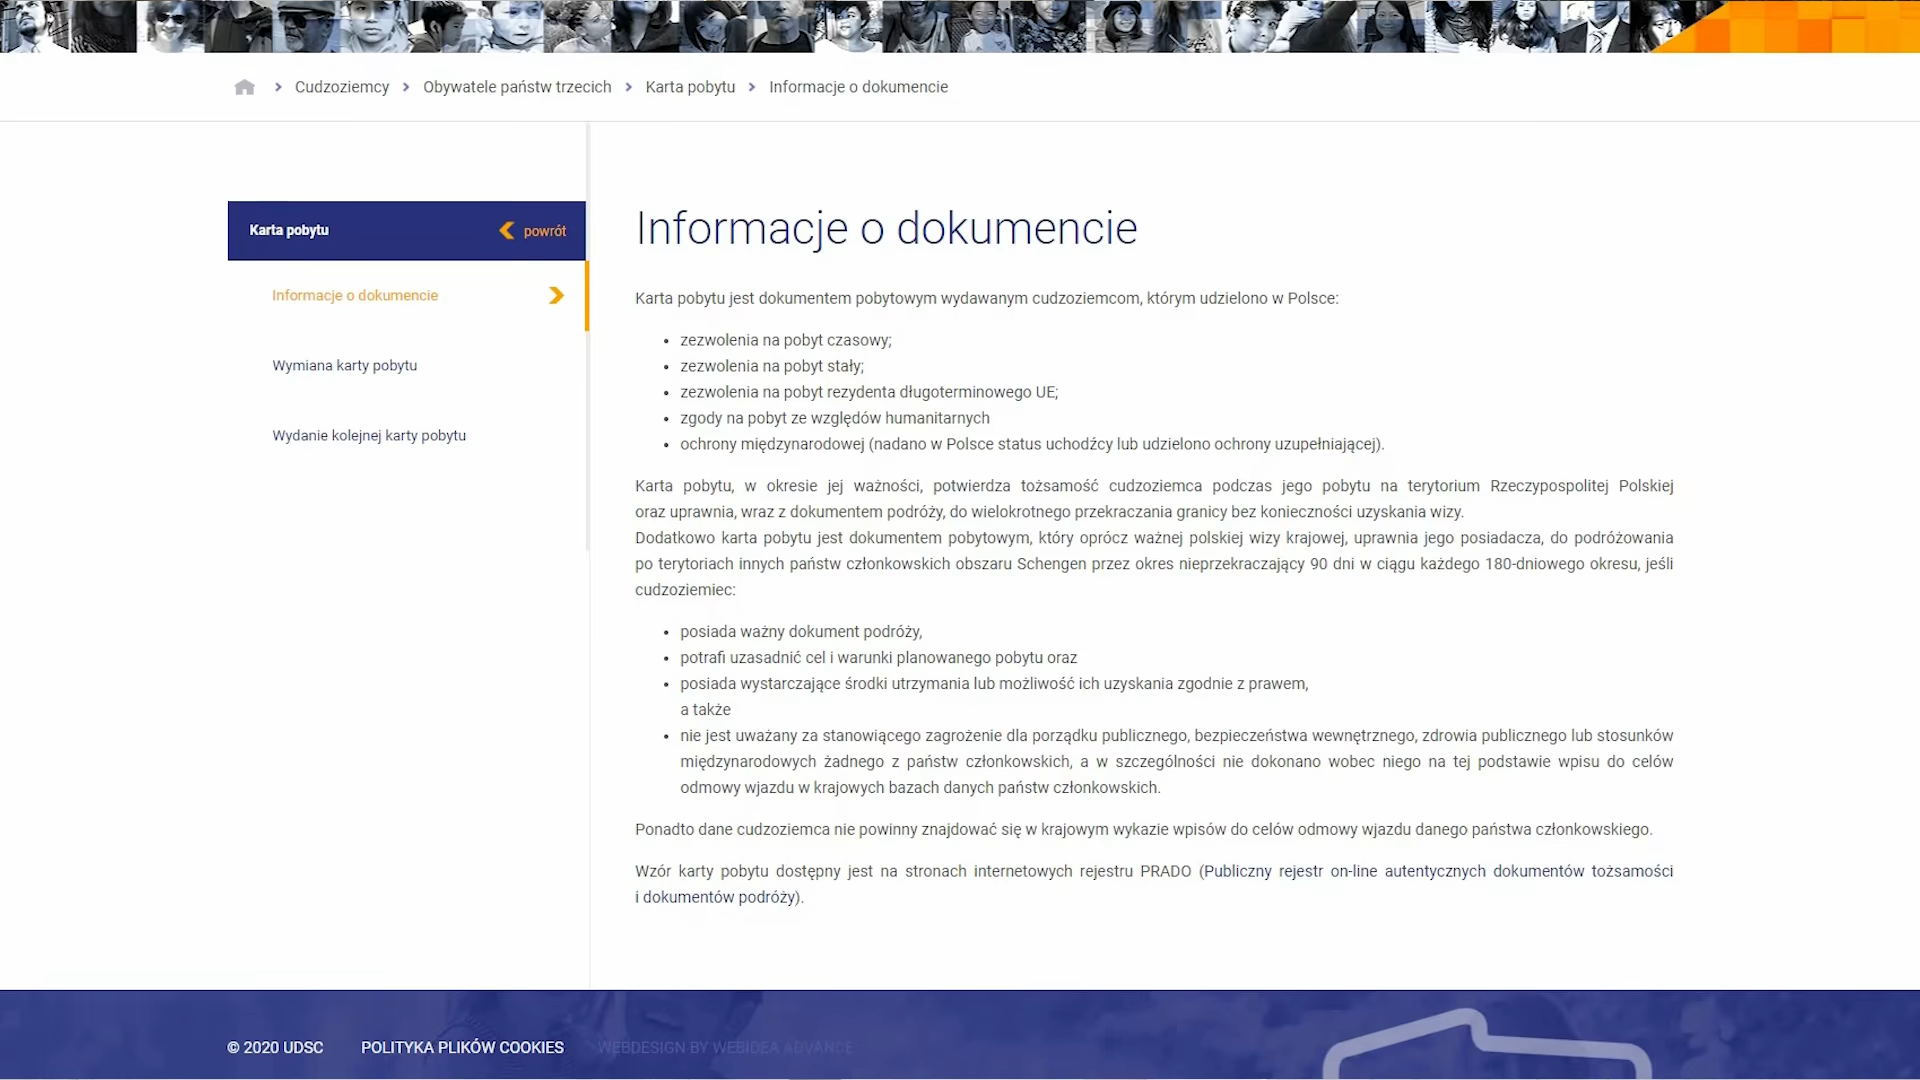 Cudzoziemcy Obywatele państw trzecich Karta pobytu Informacje o dokumencie
Karta pobytu powrót
Informacje o dokumencie
Wymiana karty pobytu
Wydanie kolejnej karty pobytu
Informacje o dokumencie
Karta pobytu jest dokumentem pobytowym wydawanym cudzoziemcom, którym udzielono w Polsce:
zezwolenia na pobyt czasowy;
zezwolenia na pobyt stały;
zezwolenia na pobyt rezydenta długoterminowego UE;
zgody na pobyt ze względów humanitarnych
ochrony międzynarodowej (nadano w Polsce status uchodźcy lub udzielono ochrony uzupełniającej).
Karta pobytu, w okresie jej ważności, potwierdza tożsamość cudzoziemca podczas jego pobytu na terytorium Rzeczypospolitej Polskiej
oraz uprawnia, wraz z dokumentem podróży, do wielokrotnego przekraczania granicy bez konieczności uzyskania wizy.
Dodatkowo karta pobytu jest dokumentem pobytowym, który oprócz ważnej polskiej wizy krajowej, uprawnia jego posiadacza, do podróżowania
po terytoriach innych państw członkowskich obszaru Schengen przez okres nieprzekraczający 90 dni w ciągu każdego 180-dniowego okresu, jeśli
cudzoziemiec:
posiada ważny dokument podróży,
potrafi uzasadnić cel i warunki planowanego pobytu oraz
posiada wystarczające środki utrzymania lub możliwość ich uzyskania zgodnie z prawem,
a także
nie jest uważany za stanowiącego zagrożenie dla porządku publicznego, bezpieczeństwa wewnętrznego, zdrowia publicznego lub stosunków
międzynarodowych żadnego z państw członkowskich, a w szczególności nie dokonano wobec niego na tej podstawie wpisu do celów
odmowy wjazdu w krajowych bazach danych państw członkowskich.
Ponadto dane cudzoziemca nie powinny znajdować się w krajowym wykazie wpisów do celów odmowy wjazdu danego państwa członkowskiego.
Wzór karty pobytu dostępny jest na stronach internetowych rejestru PRADO (Publiczny rejestr on-line autentycznych dokumentów tożsamości
i dokumentów podróży).
© 2020 UDSC POLITYKA PLIKÓW COOKIES WEBDESIGN BY WEBIDEA ADVANCE